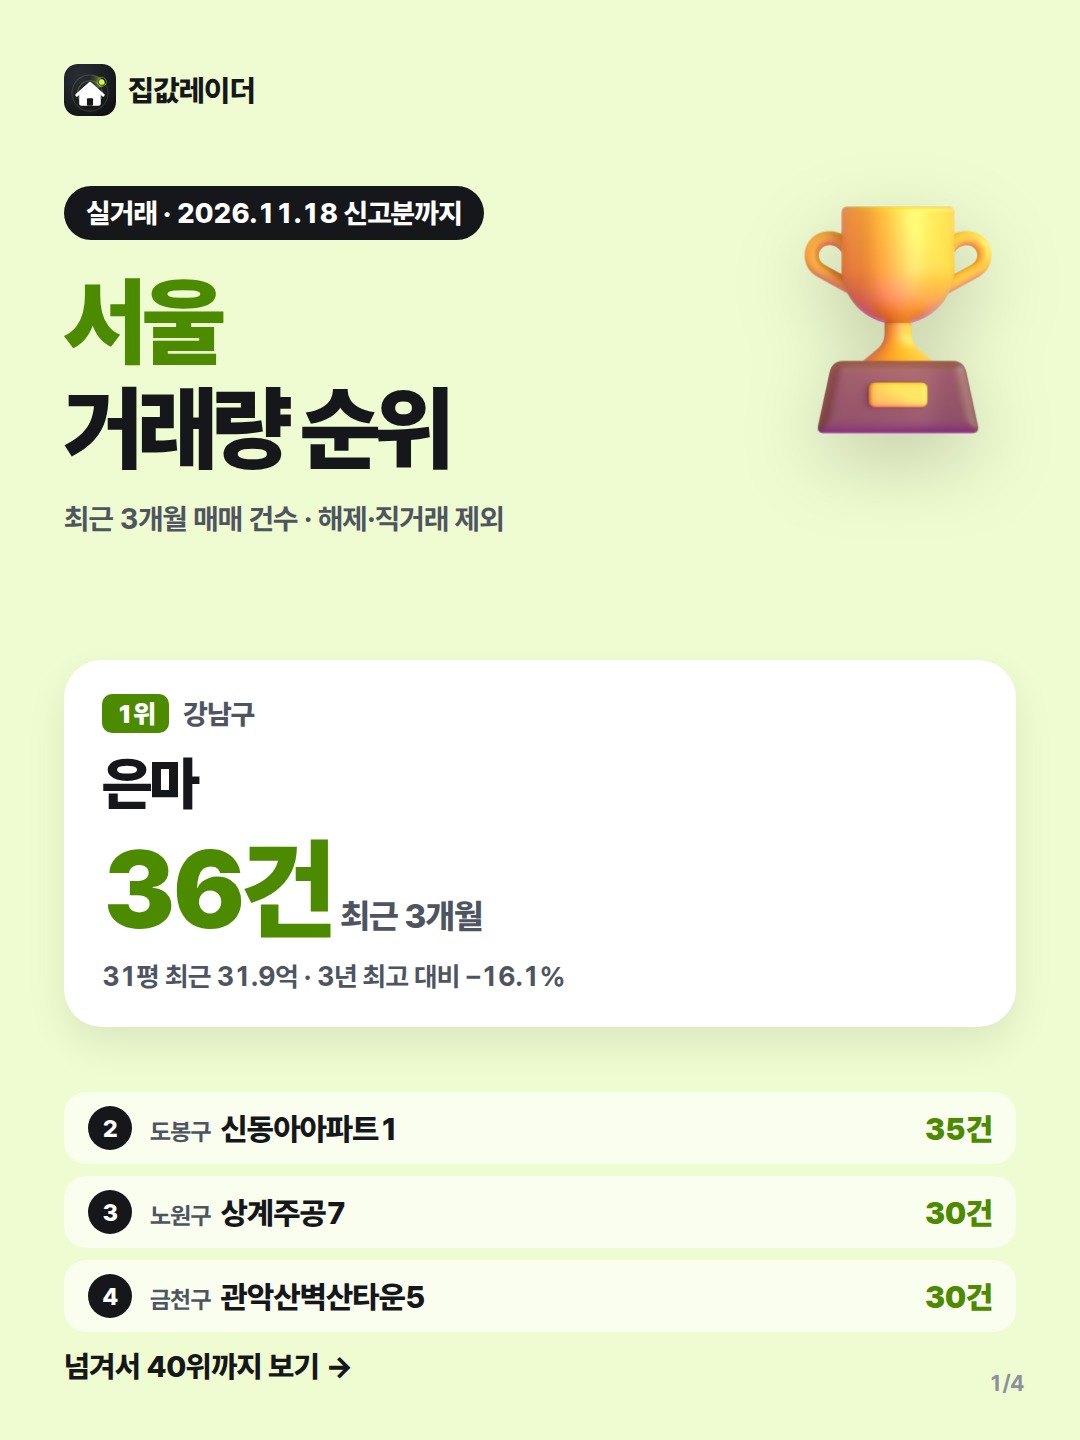 집값레이더
실거래 · 2026.11.18 신고분까지
서울
거래량 순위
최근 3개월 매매 건수 · 해제·직거래 제외
1위 강남구
은마
36건 최근 3개월
31평 최근 31.9억 · 3년 최고 대비 −16.1%
2 도봉구 신동아아파트1 35건
3 노원구 상계주공7 30건
4 금천구 관악산벽산타운5 30건
넘겨서 40위까지 보기 →
1/4